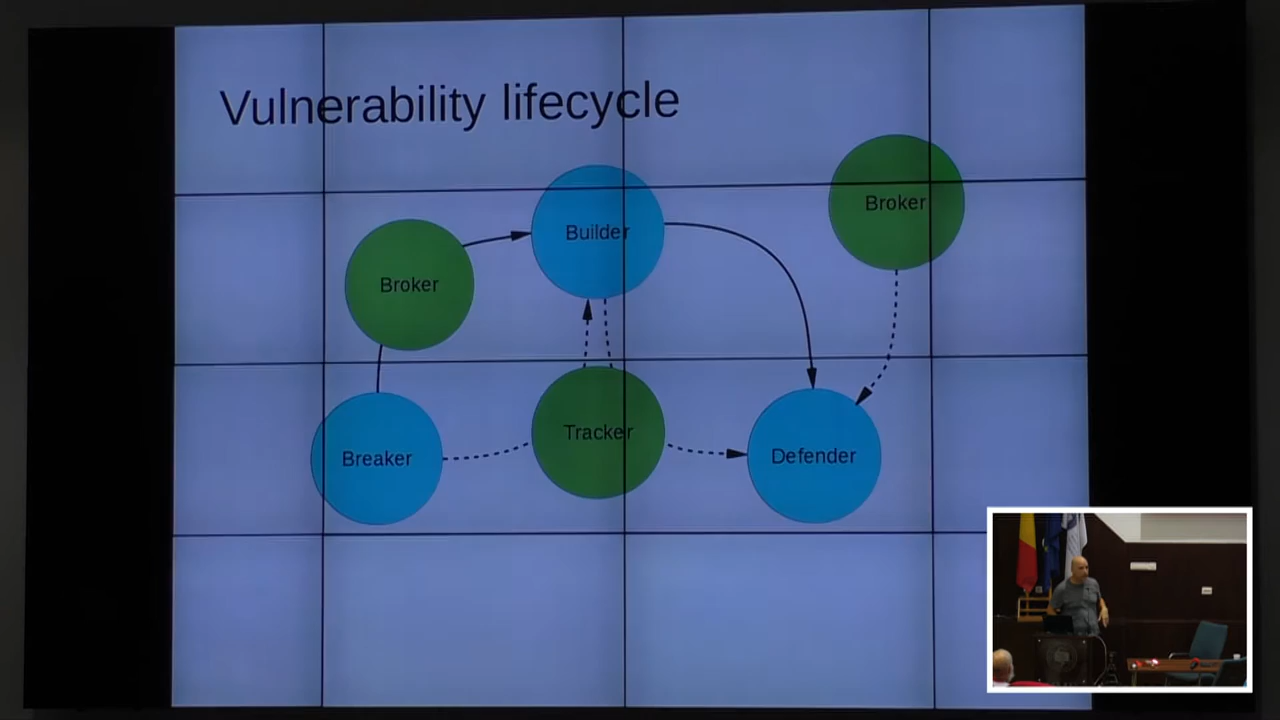 Vulnerability lifecycle
Broker
Builder
Broker
Tracker
Breaker
Defender